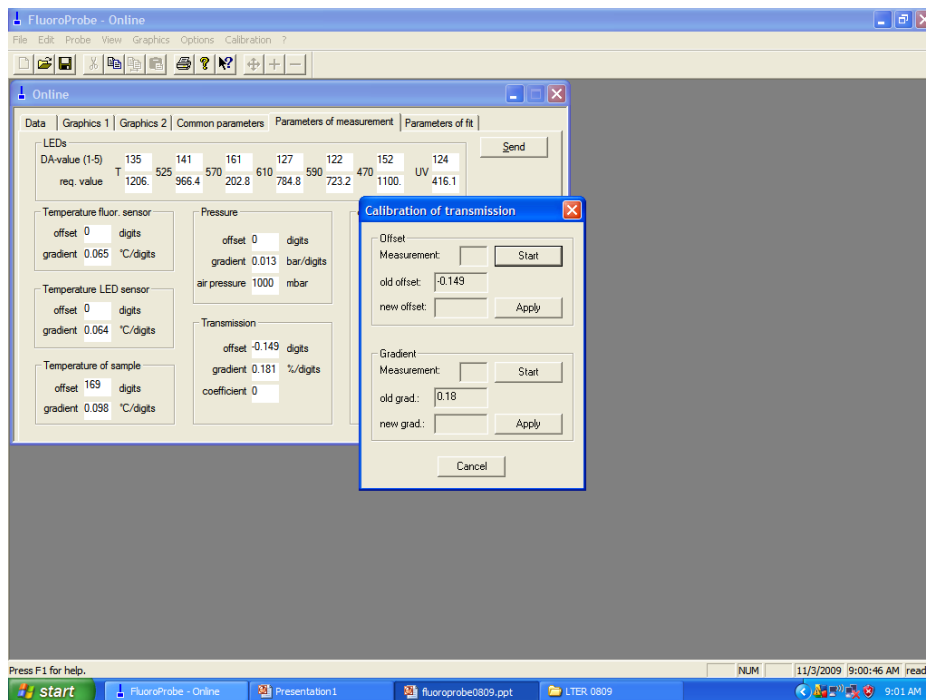 FluoroProbe - Online
File Edit Probe View Graphics Options Calibration ?
Online
Data Graphics 1 Graphics 2 Common parameters Parameters of measurement Parameters of fit
LEDs
DA-value (1-5) 135 141 161 127 122 152 124
T 525 570 610 590 470 UV
req. value 1206. 966.4 202.8 784.8 723.2 1100. 416.1
Send
Temperature fluor. sensor
offset 0 digits
gradient 0.065 °C/digits
Temperature LED sensor
offset 0 digits
gradient 0.064 °C/digits
Temperature of sample
offset 169 digits
gradient 0.098 °C/digits
Pressure
offset 0 digits
gradient 0.013 bar/digits
air pressure 1000 mbar
Transmission
offset -0.149 digits
gradient 0.181 %/digits
coefficient 0
Calibration of transmission
Offset
Measurement: Start
old offset: -0.149
new offset: Apply
Gradient
Measurement: Start
old grad.: 0.18
new grad.: Apply
Cancel
Press F1 for help.
NUM 11/3/2009 9:00:46 AM read
start FluoroProbe - Online Presentation1 fluoroprobe0809.ppt LTER 0809 9:01 AM